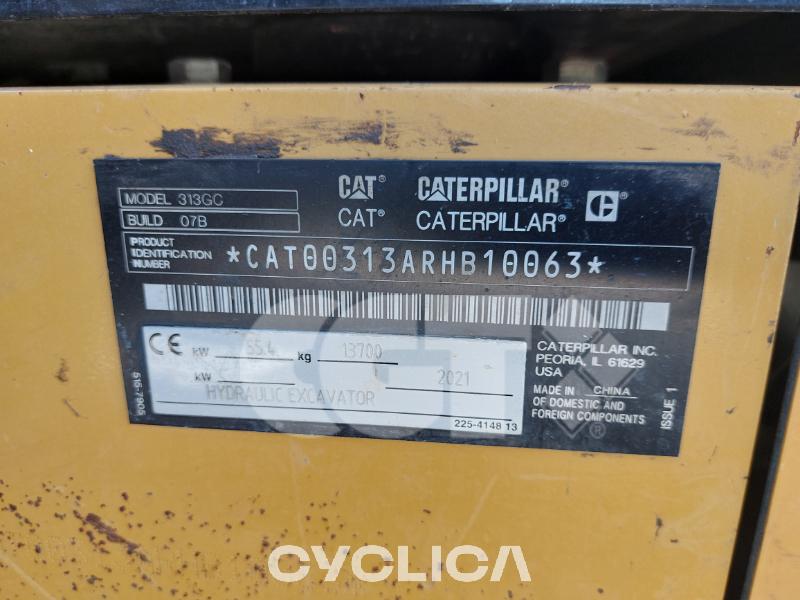 CAT® CATERPILLAR®
CAT® CATERPILLAR® C
MODEL 313GC
BUILD 07B
PRODUCT IDENTIFICATION NUMBER *CAT00313ARHB10063*
CE kW 55.4 kg 13700
kW 2021
HYDRAULIC EXCAVATOR
225-4148 13
CATERPILLAR INC.
PEORIA, IL 61629
USA
MADE IN CHINA
OF DOMESTIC AND
FOREIGN COMPONENTS
ISSUE 1
516-7905
®
CYCLICA